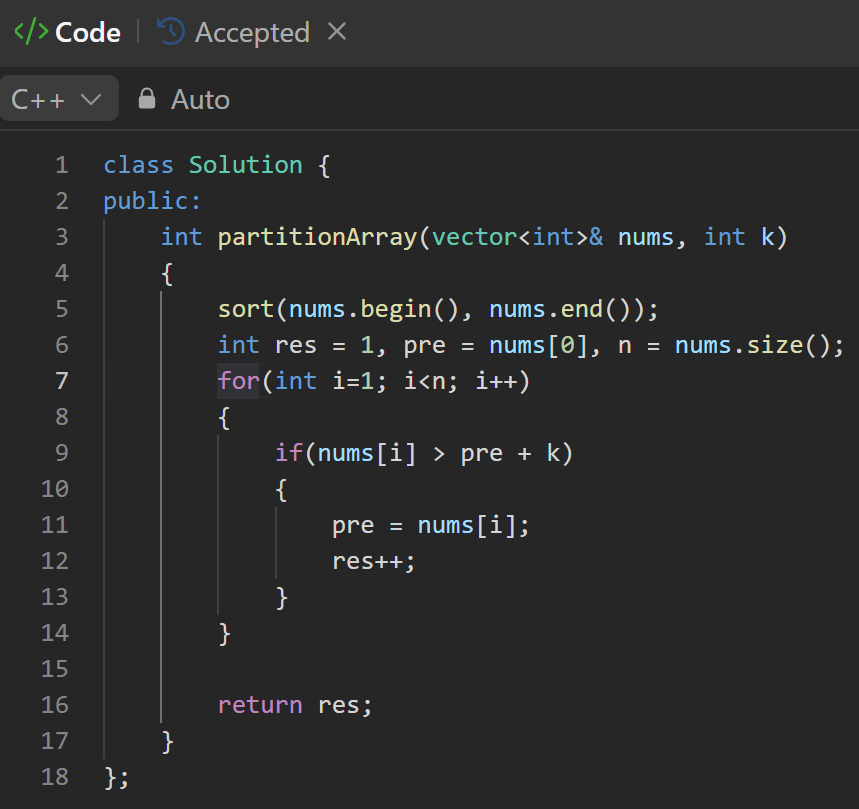 </> Code | Accepted ×
C++ Auto
1 class Solution {
2 public:
3     int partitionArray(vector<int>& nums, int k)
4     {
5         sort(nums.begin(), nums.end());
6         int res = 1, pre = nums[0], n = nums.size();
7         for(int i=1; i<n; i++)
8         {
9             if(nums[i] > pre + k)
10             {
11                 pre = nums[i];
12                 res++;
13             }
14         }
15
16         return res;
17     }
18 };